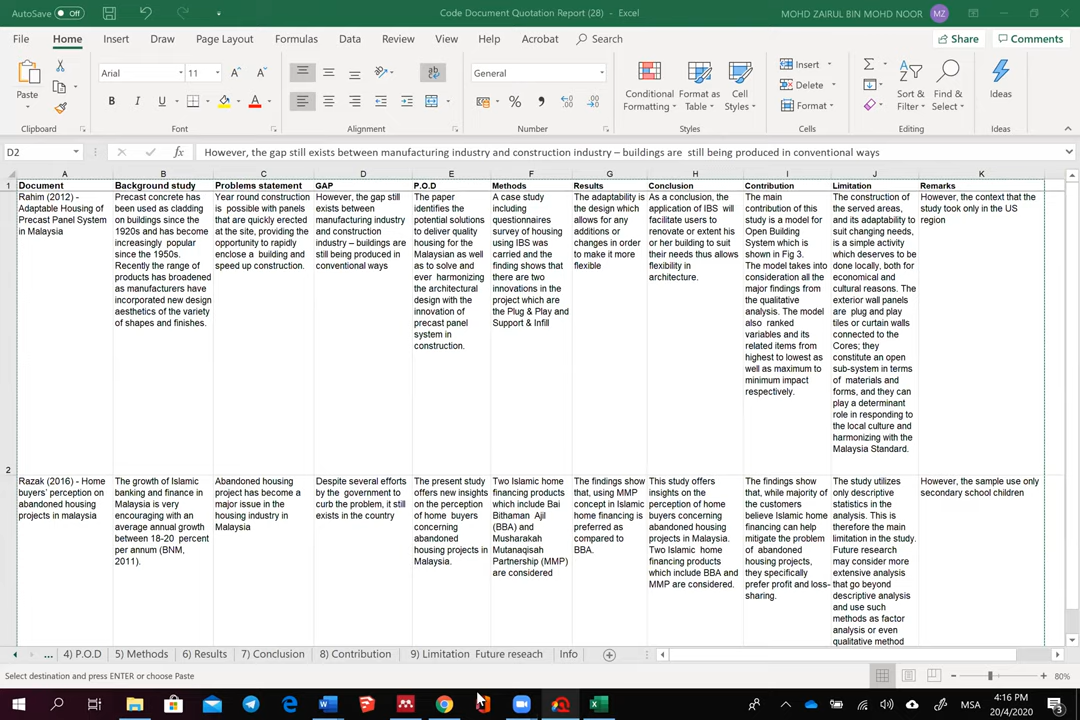 AutoSave Off Code Document Quotation Report (28) - Excel MOHD ZAIRUL BIN MOHD NOOR MZ
File Home Insert Draw Page Layout Formulas Data Review View Help Acrobat Search Share Comments
Paste
Arial 11
General
Conditional Formatting
Format as Table
Cell Styles
Insert
Delete
Format
Sort & Filter
Find & Select
Ideas
Clipboard Font Alignment Number Styles Cells Editing Ideas
D2 fx However, the gap still exists between manufacturing industry and construction industry – buildings are still being produced in conventional ways
A B C D E F G H I J K
1 Document Background study Problems statement GAP P.O.D Methods Results Conclusion Contribution Limitation Remarks
2
Rahim (2012) -
Adaptable Housing of
Precast Panel System
in Malaysia
Precast concrete has
been used as cladding
on buildings since the
1920s and has become
increasingly popular
since the 1950s.
Recently the range of
products has broadened
as manufacturers have
incorporated new design
aesthetics of the variety
of shapes and finishes.
Year round construction
is possible with panels
that are quickly erected
at the site, providing the
opportunity to rapidly
enclose a building and
speed up construction.
However, the gap still
exists between
manufacturing industry
and construction
industry – buildings are
still being produced in
conventional ways
The paper
identifies the
potential solutions
to deliver quality
housing for the
Malaysian as well
as to solve and
ever harmonizing
the architectural
design with the
innovation of
precast panel
system in
construction.
A case study
including
questionnaires
survey of housing
using IBS was
carried and the
finding shows that
there are two
innovations in the
project which are
the Plug & Play and
Support & Infill
The adaptability is
the design which
allows for any
additions or
changes in order
to make it more
flexible
As a conclusion, the
application of IBS will
facilitate users to
renovate or extent his
or her building to suit
their needs thus allows
flexibility in
architecture.
The main
contribution of this
study is a model for
Open Building
System which is
shown in Fig 3.
The model takes into
consideration all the
major findings from
the qualitative
analysis. The model
also ranked
variables and its
related items from
highest to lowest as
well as maximum to
minimum impact
respectively.
The construction of
the served areas,
and its adaptability to
suit changing needs,
is a simple activity
which deserves to be
done locally, both for
economical and
cultural reasons. The
exterior wall panels
are plug and play
tiles or curtain walls
connected to the
Cores; they
constitute an open
sub-system in terms
of materials and
forms, and they can
play a determinant
role in responding to
the local culture and
harmonizing with the
Malaysia Standard.
However, the context that the
study took only in the US
region
Razak (2016) - Home
buyers' perception on
abandoned housing
projects in malaysia
The growth of Islamic
banking and finance in
Malaysia is very
encouraging with an
average annual growth
between 18-20 percent
per annum (BNM,
2011).
Abandoned housing
project has become a
major issue in the
housing industry in
Malaysia
Despite several efforts
by the government to
curb the problem, it still
exists in the country
The present study
offers new insights
on the perception
of home buyers
concerning
abandoned
housing projects in
Malaysia.
Two Islamic home
financing products
which include Bai
Bithaman Ajil
(BBA) and
Musharakah
Mutanaqisah
Partnership (MMP)
are considered
The findings show
that, using MMP
concept in Islamic
home financing is
preferred as
compared to
BBA.
This study offers
insights on the
perception of home
buyers concerning
abandoned housing
projects in Malaysia.
Two Islamic home
financing products
which include BBA and
MMP are considered.
The findings show
that, while majority of
the customers
believe Islamic home
financing can help
mitigate the problem
of abandoned
housing projects,
they specifically
prefer profit and loss-
sharing.
The study utilizes
only descriptive
statistics in the
analysis. This is
therefore the main
limitation in the study.
Future research
may consider more
extensive analysis
that go beyond
descriptive analysis
and use such
methods as factor
analysis or even
qualitative method
However, the sample use only
secondary school children
... 4) P.O.D 5) Methods 6) Results 7) Conclusion 8) Contribution 9) Limitation Future reseach Info
Select destination and press ENTER or choose Paste 80%
4:16 PM
MSA
20/4/2020
3